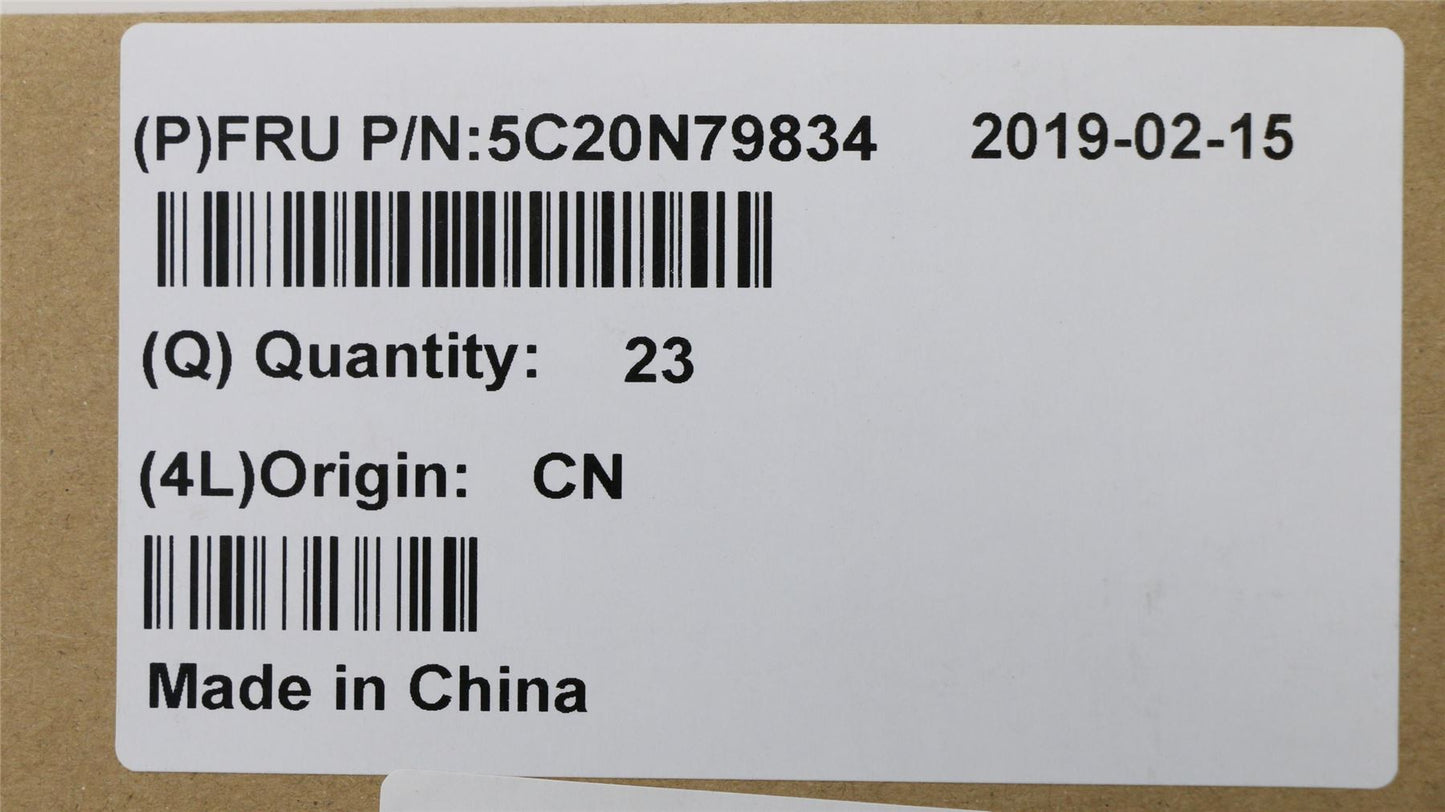 (P)FRU P/N:5C20N79834 2019-02-15
(Q) Quantity: 23
(4L)Origin: CN
Made in China